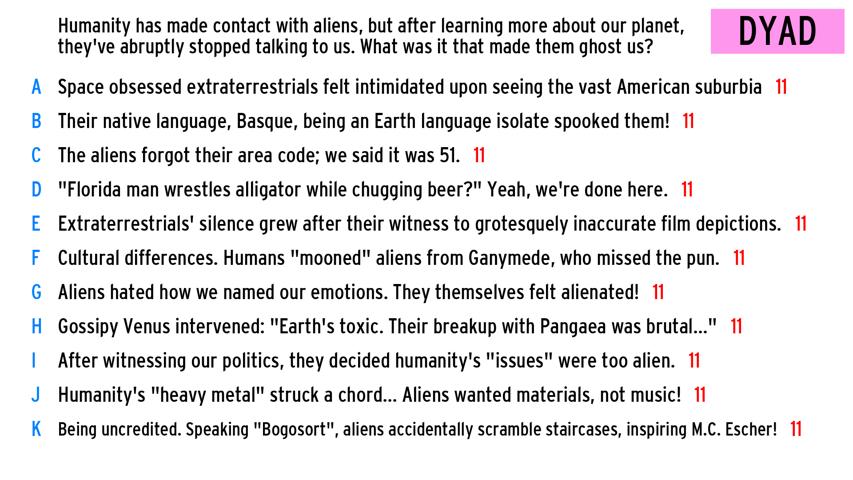 Humanity has made contact with aliens, but after learning more about our planet,
they've abruptly stopped talking to us. What was it that made them ghost us?
DYAD
A Space obsessed extraterrestrials felt intimidated upon seeing the vast American suburbia 11
B Their native language, Basque, being an Earth language isolate spooked them! 11
C The aliens forgot their area code; we said it was 51. 11
D "Florida man wrestles alligator while chugging beer?" Yeah, we're done here. 11
E Extraterrestrials' silence grew after their witness to grotesquely inaccurate film depictions. 11
F Cultural differences. Humans "mooned" aliens from Ganymede, who missed the pun. 11
G Aliens hated how we named our emotions. They themselves felt alienated! 11
H Gossipy Venus intervened: "Earth's toxic. Their breakup with Pangaea was brutal..." 11
I After witnessing our politics, they decided humanity's "issues" were too alien. 11
J Humanity's "heavy metal" struck a chord... Aliens wanted materials, not music! 11
K Being uncredited. Speaking "Bogosort", aliens accidentally scramble staircases, inspiring M.C. Escher! 11